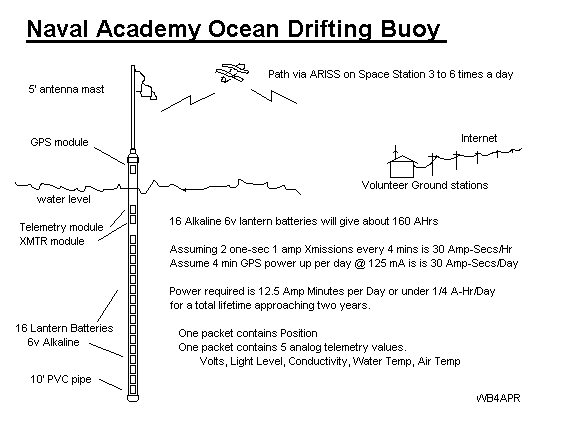 Naval Academy Ocean Drifting Buoy
Path via ARISS on Space Station 3 to 6 times a day
5' antenna mast
GPS module
Internet
Volunteer Ground stations
water level
Telemetry module
XMTR module
16 Alkaline 6v lantern batteries will give about 160 AHrs
Assuming 2 one-sec 1 amp Xmissions every 4 mins is 30 Amp-Secs/Hr
Assume 4 min GPS power up per day @ 125 mA is is 30 Amp-Secs/Day
Power required is 12.5 Amp Minutes per Day or under 1/4 A-Hr/Day
for a total lifetime approaching two years.
16 Lantern Batteries
6v Alkaline
One packet contains Position
One packet contains 5 analog telemetry values.
Volts, Light Level, Conductivity, Water Temp, Air Temp
10' PVC pipe
WB4APR